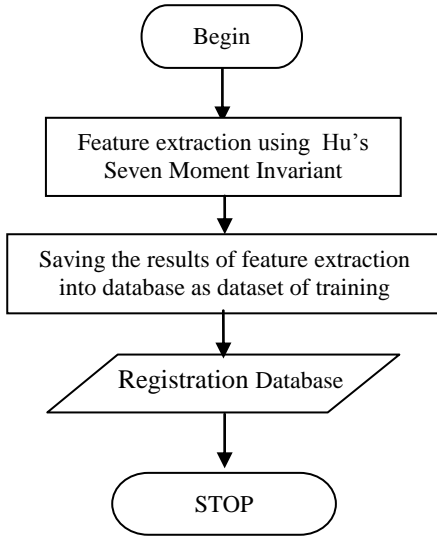 Begin
Feature extraction using Hu's
Seven Moment Invariant
Saving the results of feature extraction
into database as dataset of training
Registration Database
STOP